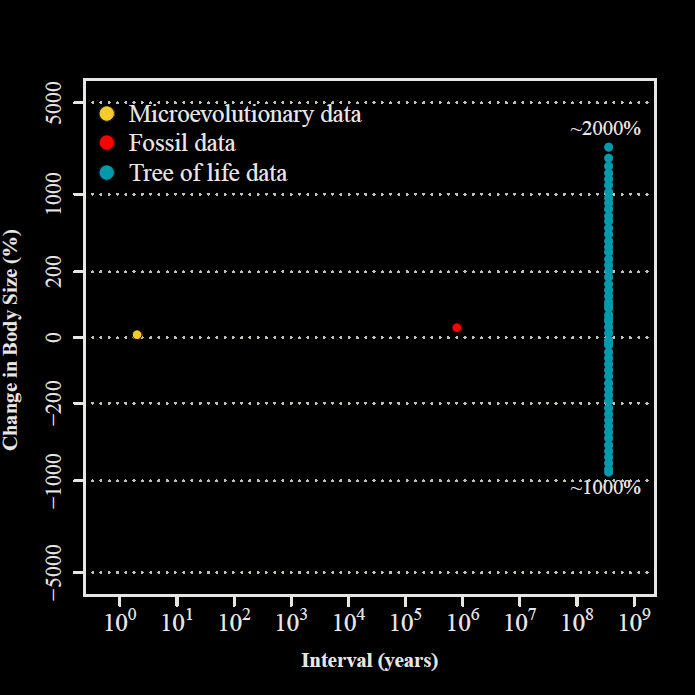 Microevolutionary data
Fossil data
Tree of life data
~2000%
~1000%
5000
1000
200
0
−200
−1000
−5000
Change in Body Size (%)
10⁰ 10¹ 10² 10³ 10⁴ 10⁵ 10⁶ 10⁷ 10⁸ 10⁹
Interval (years)